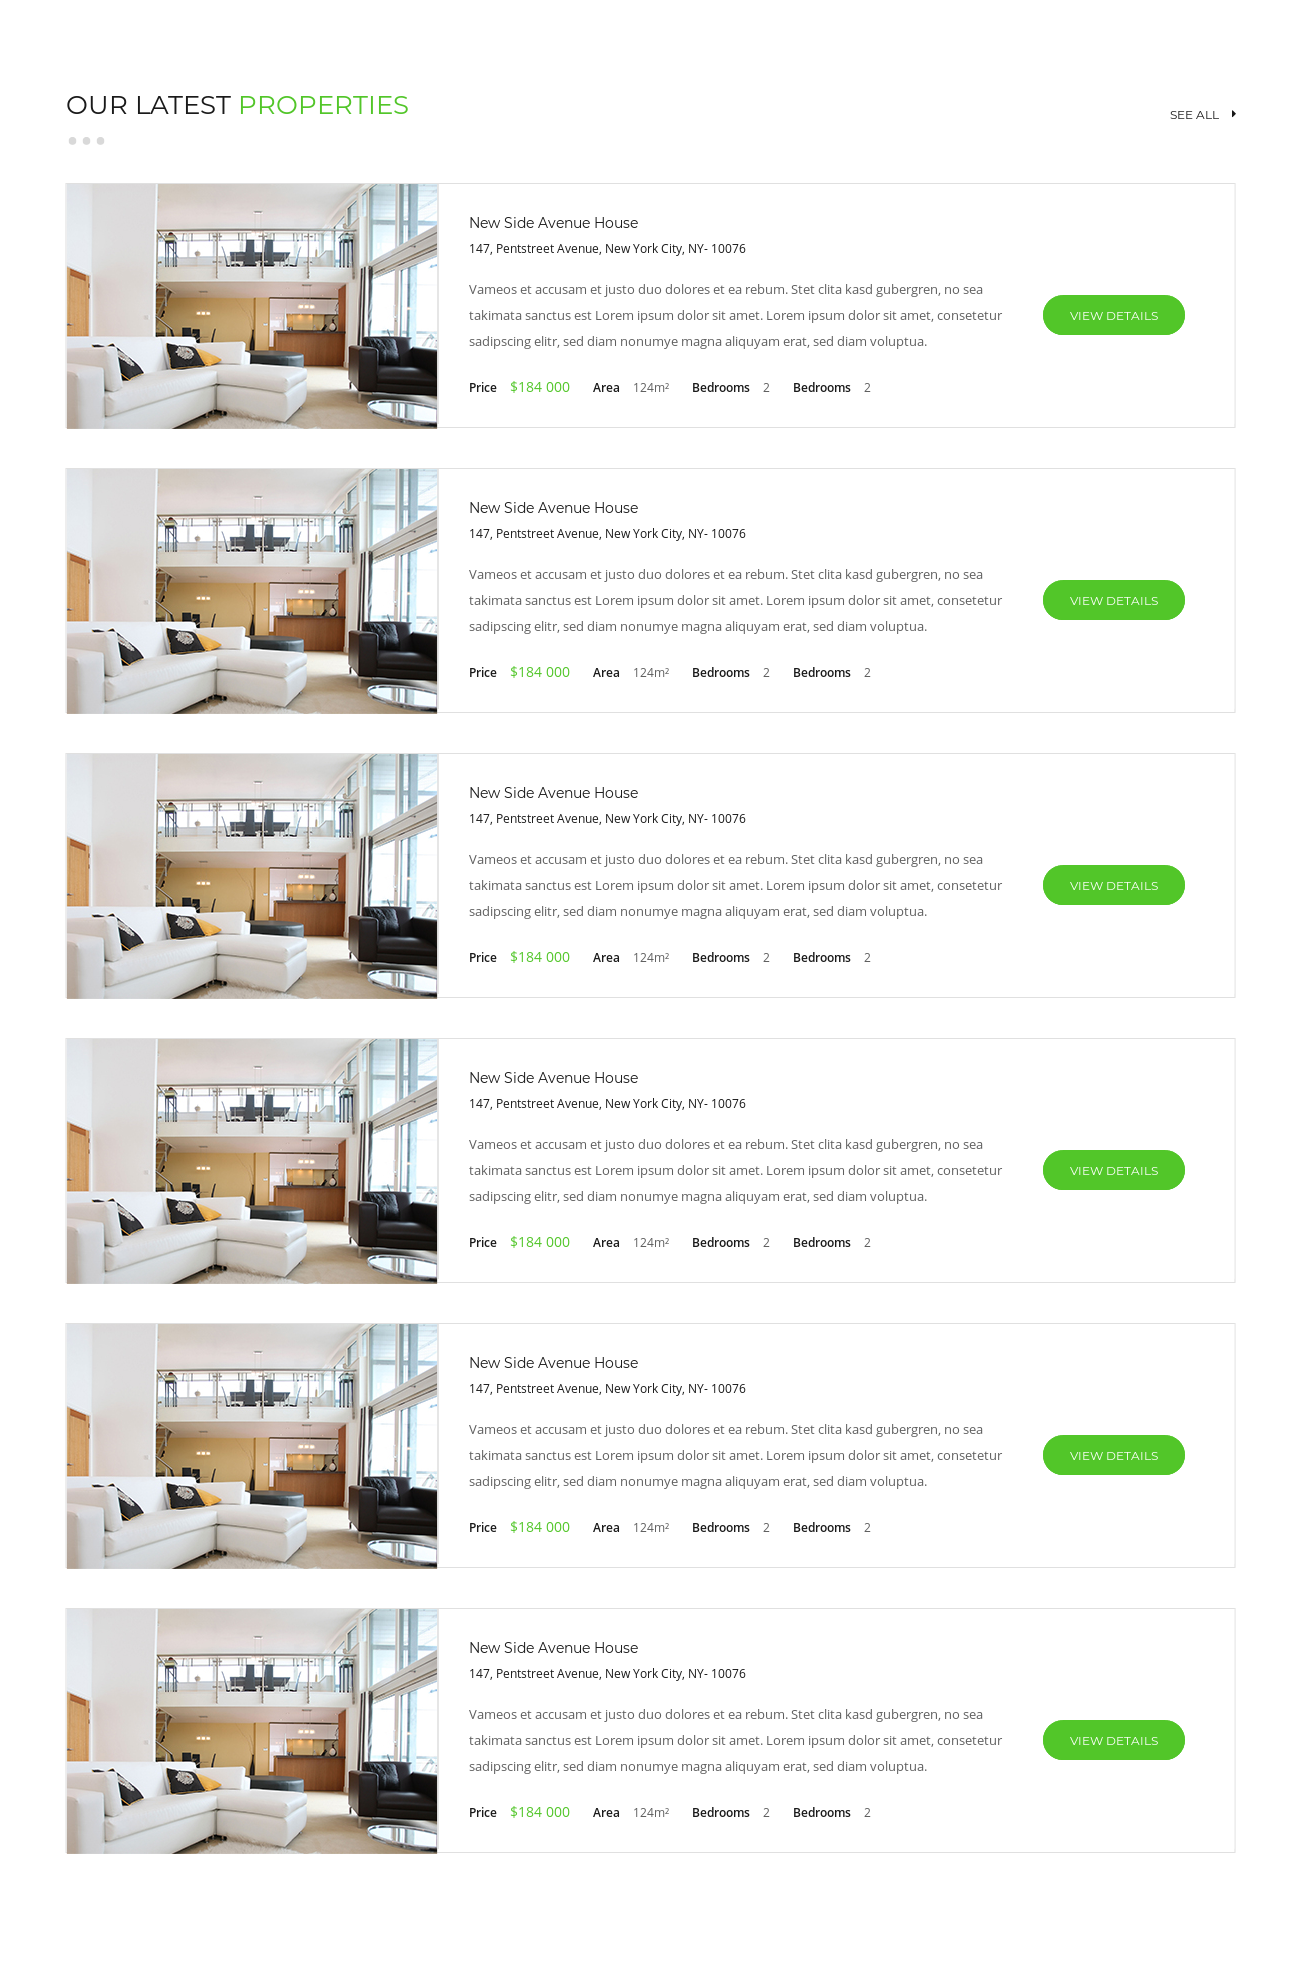 OUR LATEST PROPERTIES
SEE ALL
New Side Avenue House
147, Pentstreet Avenue, New York City, NY- 10076
Vameos et accusam et justo duo dolores et ea rebum. Stet clita kasd gubergren, no sea
takimata sanctus est Lorem ipsum dolor sit amet. Lorem ipsum dolor sit amet, consetetur
sadipscing elitr, sed diam nonumye magna aliquyam erat, sed diam voluptua.
Price $184 000 Area 124m² Bedrooms 2 Bedrooms 2
VIEW DETAILS
New Side Avenue House
147, Pentstreet Avenue, New York City, NY- 10076
Vameos et accusam et justo duo dolores et ea rebum. Stet clita kasd gubergren, no sea
takimata sanctus est Lorem ipsum dolor sit amet. Lorem ipsum dolor sit amet, consetetur
sadipscing elitr, sed diam nonumye magna aliquyam erat, sed diam voluptua.
Price $184 000 Area 124m² Bedrooms 2 Bedrooms 2
VIEW DETAILS
New Side Avenue House
147, Pentstreet Avenue, New York City, NY- 10076
Vameos et accusam et justo duo dolores et ea rebum. Stet clita kasd gubergren, no sea
takimata sanctus est Lorem ipsum dolor sit amet. Lorem ipsum dolor sit amet, consetetur
sadipscing elitr, sed diam nonumye magna aliquyam erat, sed diam voluptua.
Price $184 000 Area 124m² Bedrooms 2 Bedrooms 2
VIEW DETAILS
New Side Avenue House
147, Pentstreet Avenue, New York City, NY- 10076
Vameos et accusam et justo duo dolores et ea rebum. Stet clita kasd gubergren, no sea
takimata sanctus est Lorem ipsum dolor sit amet. Lorem ipsum dolor sit amet, consetetur
sadipscing elitr, sed diam nonumye magna aliquyam erat, sed diam voluptua.
Price $184 000 Area 124m² Bedrooms 2 Bedrooms 2
VIEW DETAILS
New Side Avenue House
147, Pentstreet Avenue, New York City, NY- 10076
Vameos et accusam et justo duo dolores et ea rebum. Stet clita kasd gubergren, no sea
takimata sanctus est Lorem ipsum dolor sit amet. Lorem ipsum dolor sit amet, consetetur
sadipscing elitr, sed diam nonumye magna aliquyam erat, sed diam voluptua.
Price $184 000 Area 124m² Bedrooms 2 Bedrooms 2
VIEW DETAILS
New Side Avenue House
147, Pentstreet Avenue, New York City, NY- 10076
Vameos et accusam et justo duo dolores et ea rebum. Stet clita kasd gubergren, no sea
takimata sanctus est Lorem ipsum dolor sit amet. Lorem ipsum dolor sit amet, consetetur
sadipscing elitr, sed diam nonumye magna aliquyam erat, sed diam voluptua.
Price $184 000 Area 124m² Bedrooms 2 Bedrooms 2
VIEW DETAILS